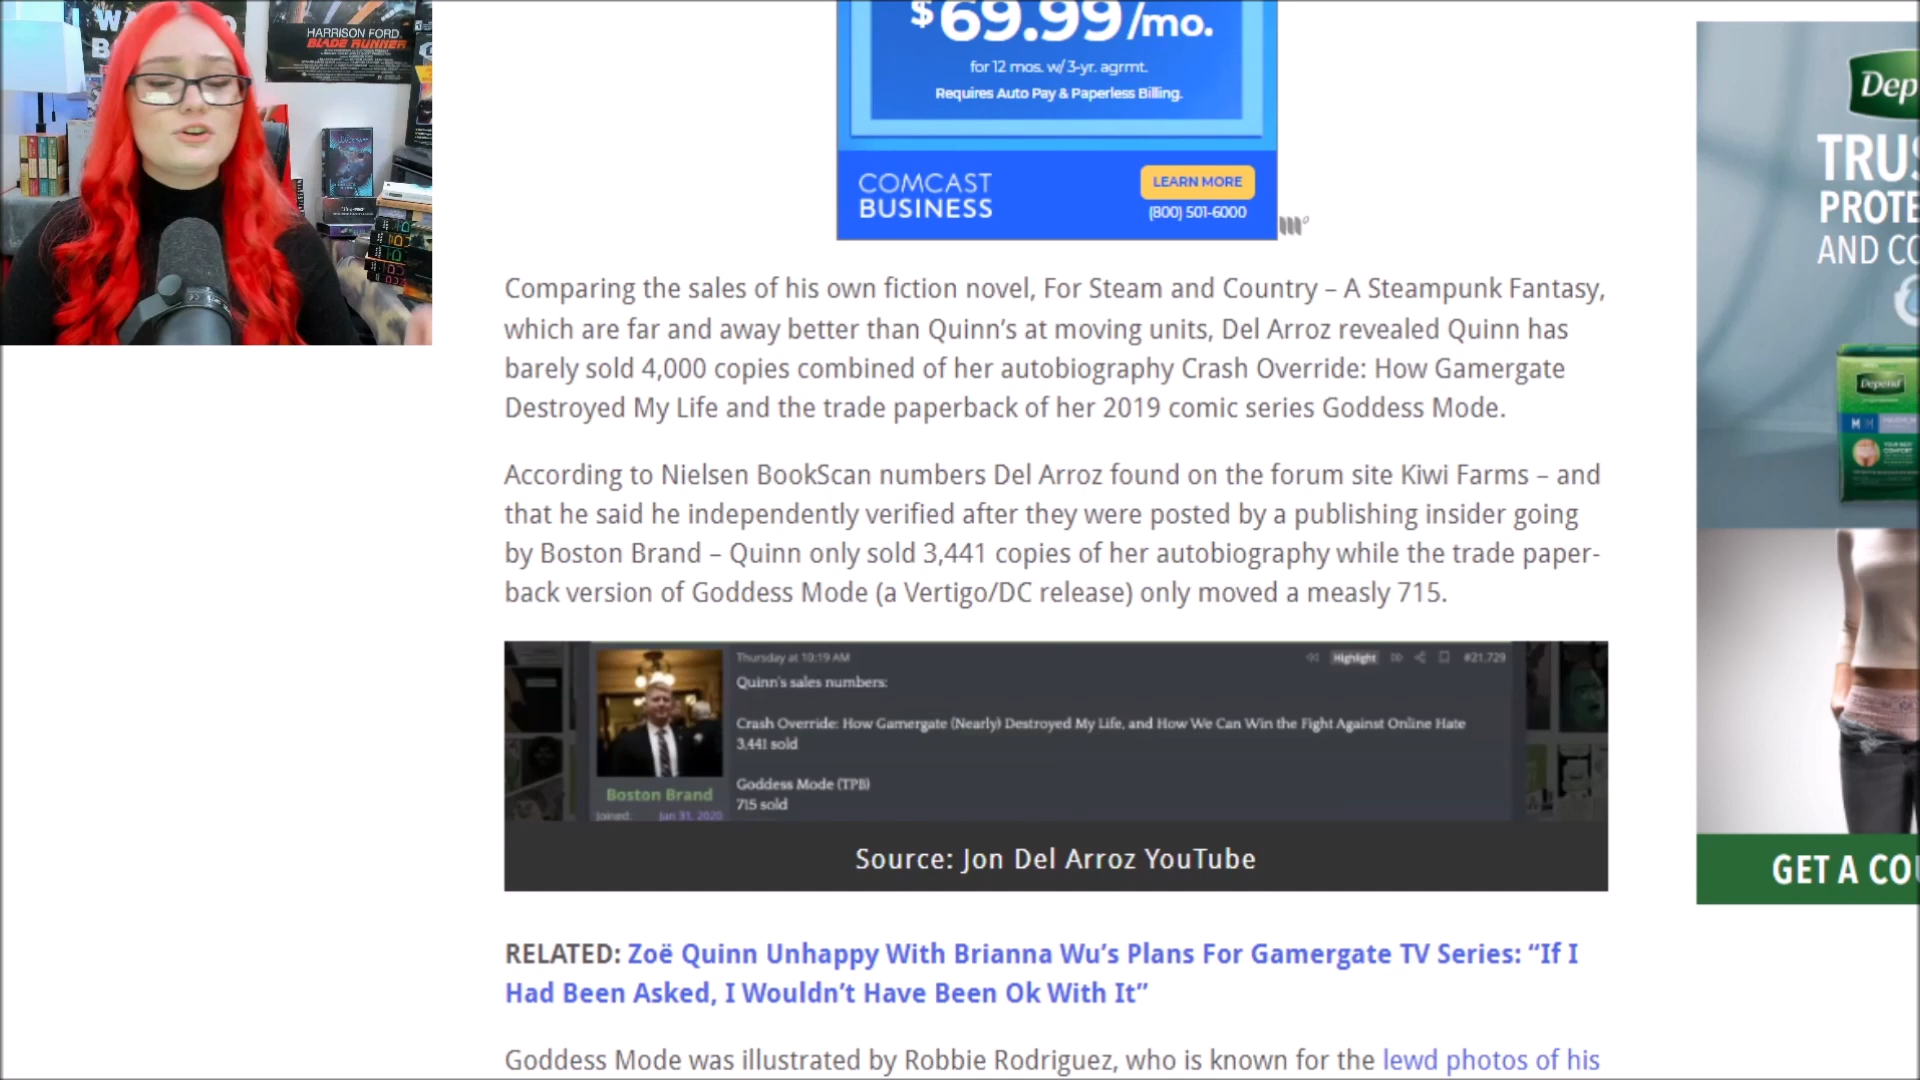 HARRISON FORD
BLADE RUNNER
$69.99/mo.
for 12 mos. w/ 3-yr. agrmt.
Requires Auto Pay & Paperless Billing.
COMCAST
BUSINESS
LEARN MORE
(800) 501-6000
Dep
TRUS
PROTE
AND CO
Depend
GET A COU
Comparing the sales of his own fiction novel, For Steam and Country – A Steampunk Fantasy,
which are far and away better than Quinn’s at moving units, Del Arroz revealed Quinn has
barely sold 4,000 copies combined of her autobiography Crash Override: How Gamergate
Destroyed My Life and the trade paperback of her 2019 comic series Goddess Mode.
According to Nielsen BookScan numbers Del Arroz found on the forum site Kiwi Farms – and
that he said he independently verified after they were posted by a publishing insider going
by Boston Brand – Quinn only sold 3,441 copies of her autobiography while the trade paper-
back version of Goddess Mode (a Vertigo/DC release) only moved a measly 715.
Thursday at 10:19 AM
Highlight
#21,729
Quinn's sales numbers:
Crash Override: How Gamergate (Nearly) Destroyed My Life, and How We Can Win the Fight Against Online Hate
3,441 sold
Goddess Mode (TPB)
715 sold
Boston Brand
Joined: Jan 31, 2020
Source: Jon Del Arroz YouTube
RELATED: Zoë Quinn Unhappy With Brianna Wu’s Plans For Gamergate TV Series: “If I
Had Been Asked, I Wouldn’t Have Been Ok With It”
Goddess Mode was illustrated by Robbie Rodriguez, who is known for the lewd photos of his